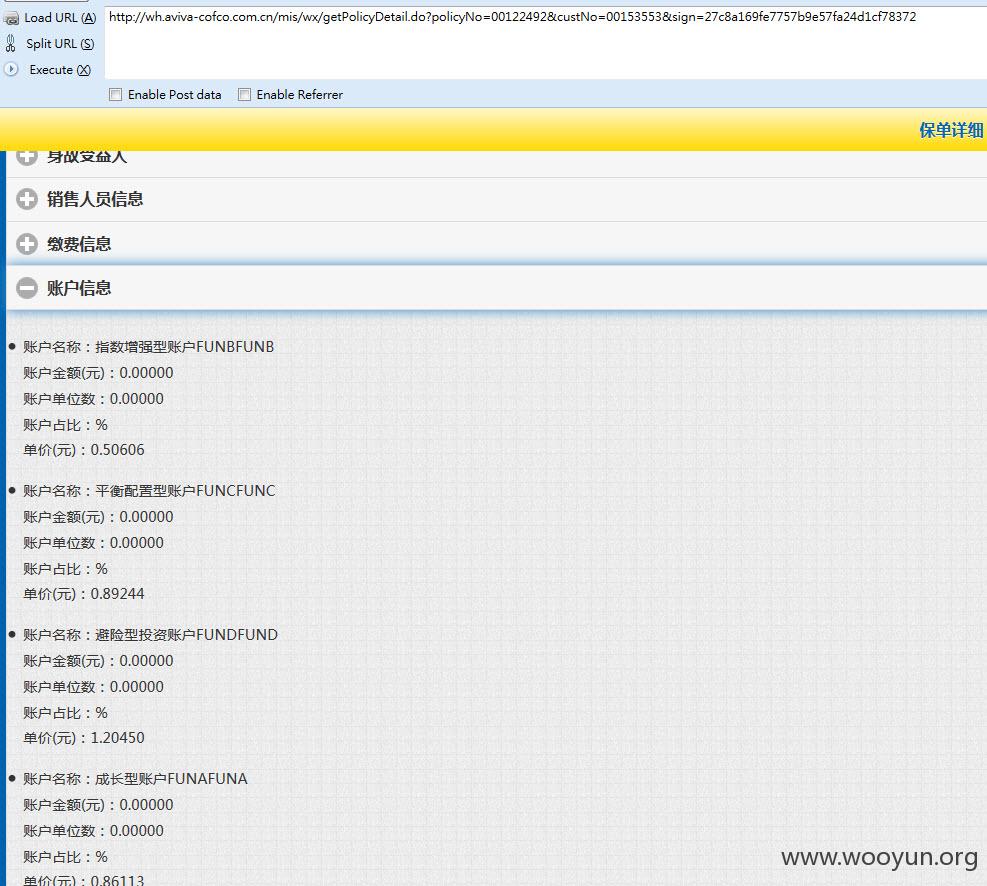 Load URL (A)
http://wh.aviva-cofco.com.cn/mis/wx/getPolicyDetail.do?policyNo=00122492&custNo=00153553&sign=27c8a169fe7757b9e57fa24d1cf78372
Split URL (S)
Execute (X)
Enable Post data Enable Referrer
保单详细
身故受益人
销售人员信息
缴费信息
账户信息
账户名称：指数增强型账户FUNBFUNB
账户金额(元)：0.00000
账户单位数：0.00000
账户占比：%
单价(元)：0.50606
账户名称：平衡配置型账户FUNCFUNC
账户金额(元)：0.00000
账户单位数：0.00000
账户占比：%
单价(元)：0.89244
账户名称：避险型投资账户FUNDFUND
账户金额(元)：0.00000
账户单位数：0.00000
账户占比：%
单价(元)：1.20450
账户名称：成长型账户FUNAFUNA
账户金额(元)：0.00000
账户单位数：0.00000
账户占比：%
单价(元)：0.86113
www.wooyun.org